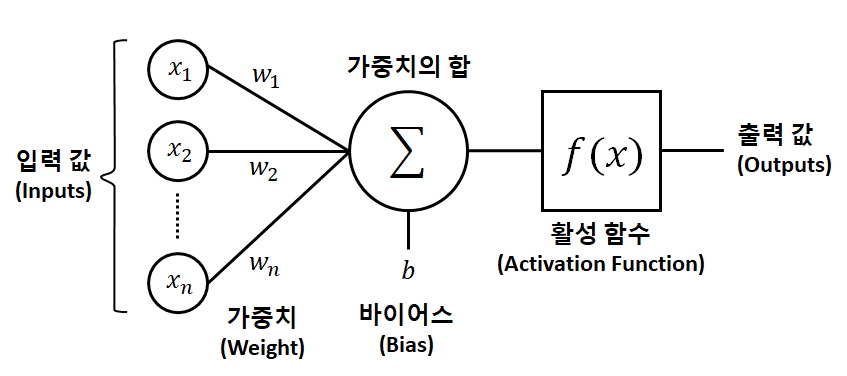 입력 값
(Inputs)
x₁
x₂
xₙ
w₁
w₂
wₙ
가중치
(Weight)
가중치의 합
∑
b
바이어스
(Bias)
f(x)
활성 함수
(Activation Function)
출력 값
(Outputs)